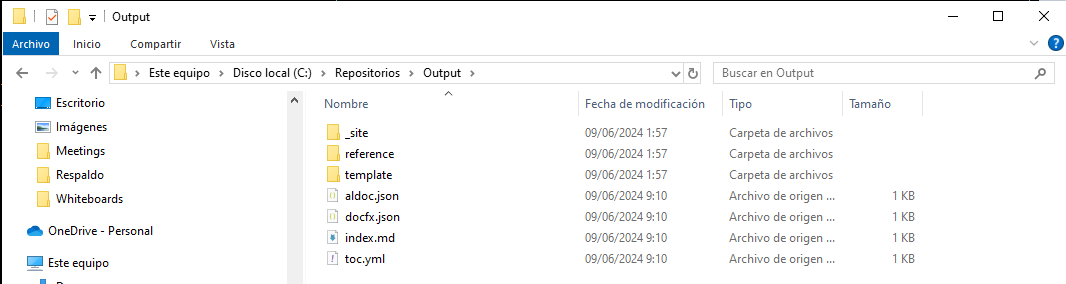 Output
Archivo Inicio Compartir Vista
Este equipo Disco local (C:) Repositorios Output
Buscar en Output
Escritorio
Imágenes
Meetings
Respaldo
Whiteboards
OneDrive - Personal
Este equipo
Nombre Fecha de modificación Tipo Tamaño
_site 09/06/2024 1:57 Carpeta de archivos
reference 09/06/2024 1:57 Carpeta de archivos
template 09/06/2024 1:57 Carpeta de archivos
aldoc.json 09/06/2024 9:10 Archivo de origen ... 1 KB
docfx.json 09/06/2024 9:10 Archivo de origen ... 1 KB
index.md 09/06/2024 9:10 Archivo de origen ... 1 KB
toc.yml 09/06/2024 9:10 Archivo de origen ... 1 KB